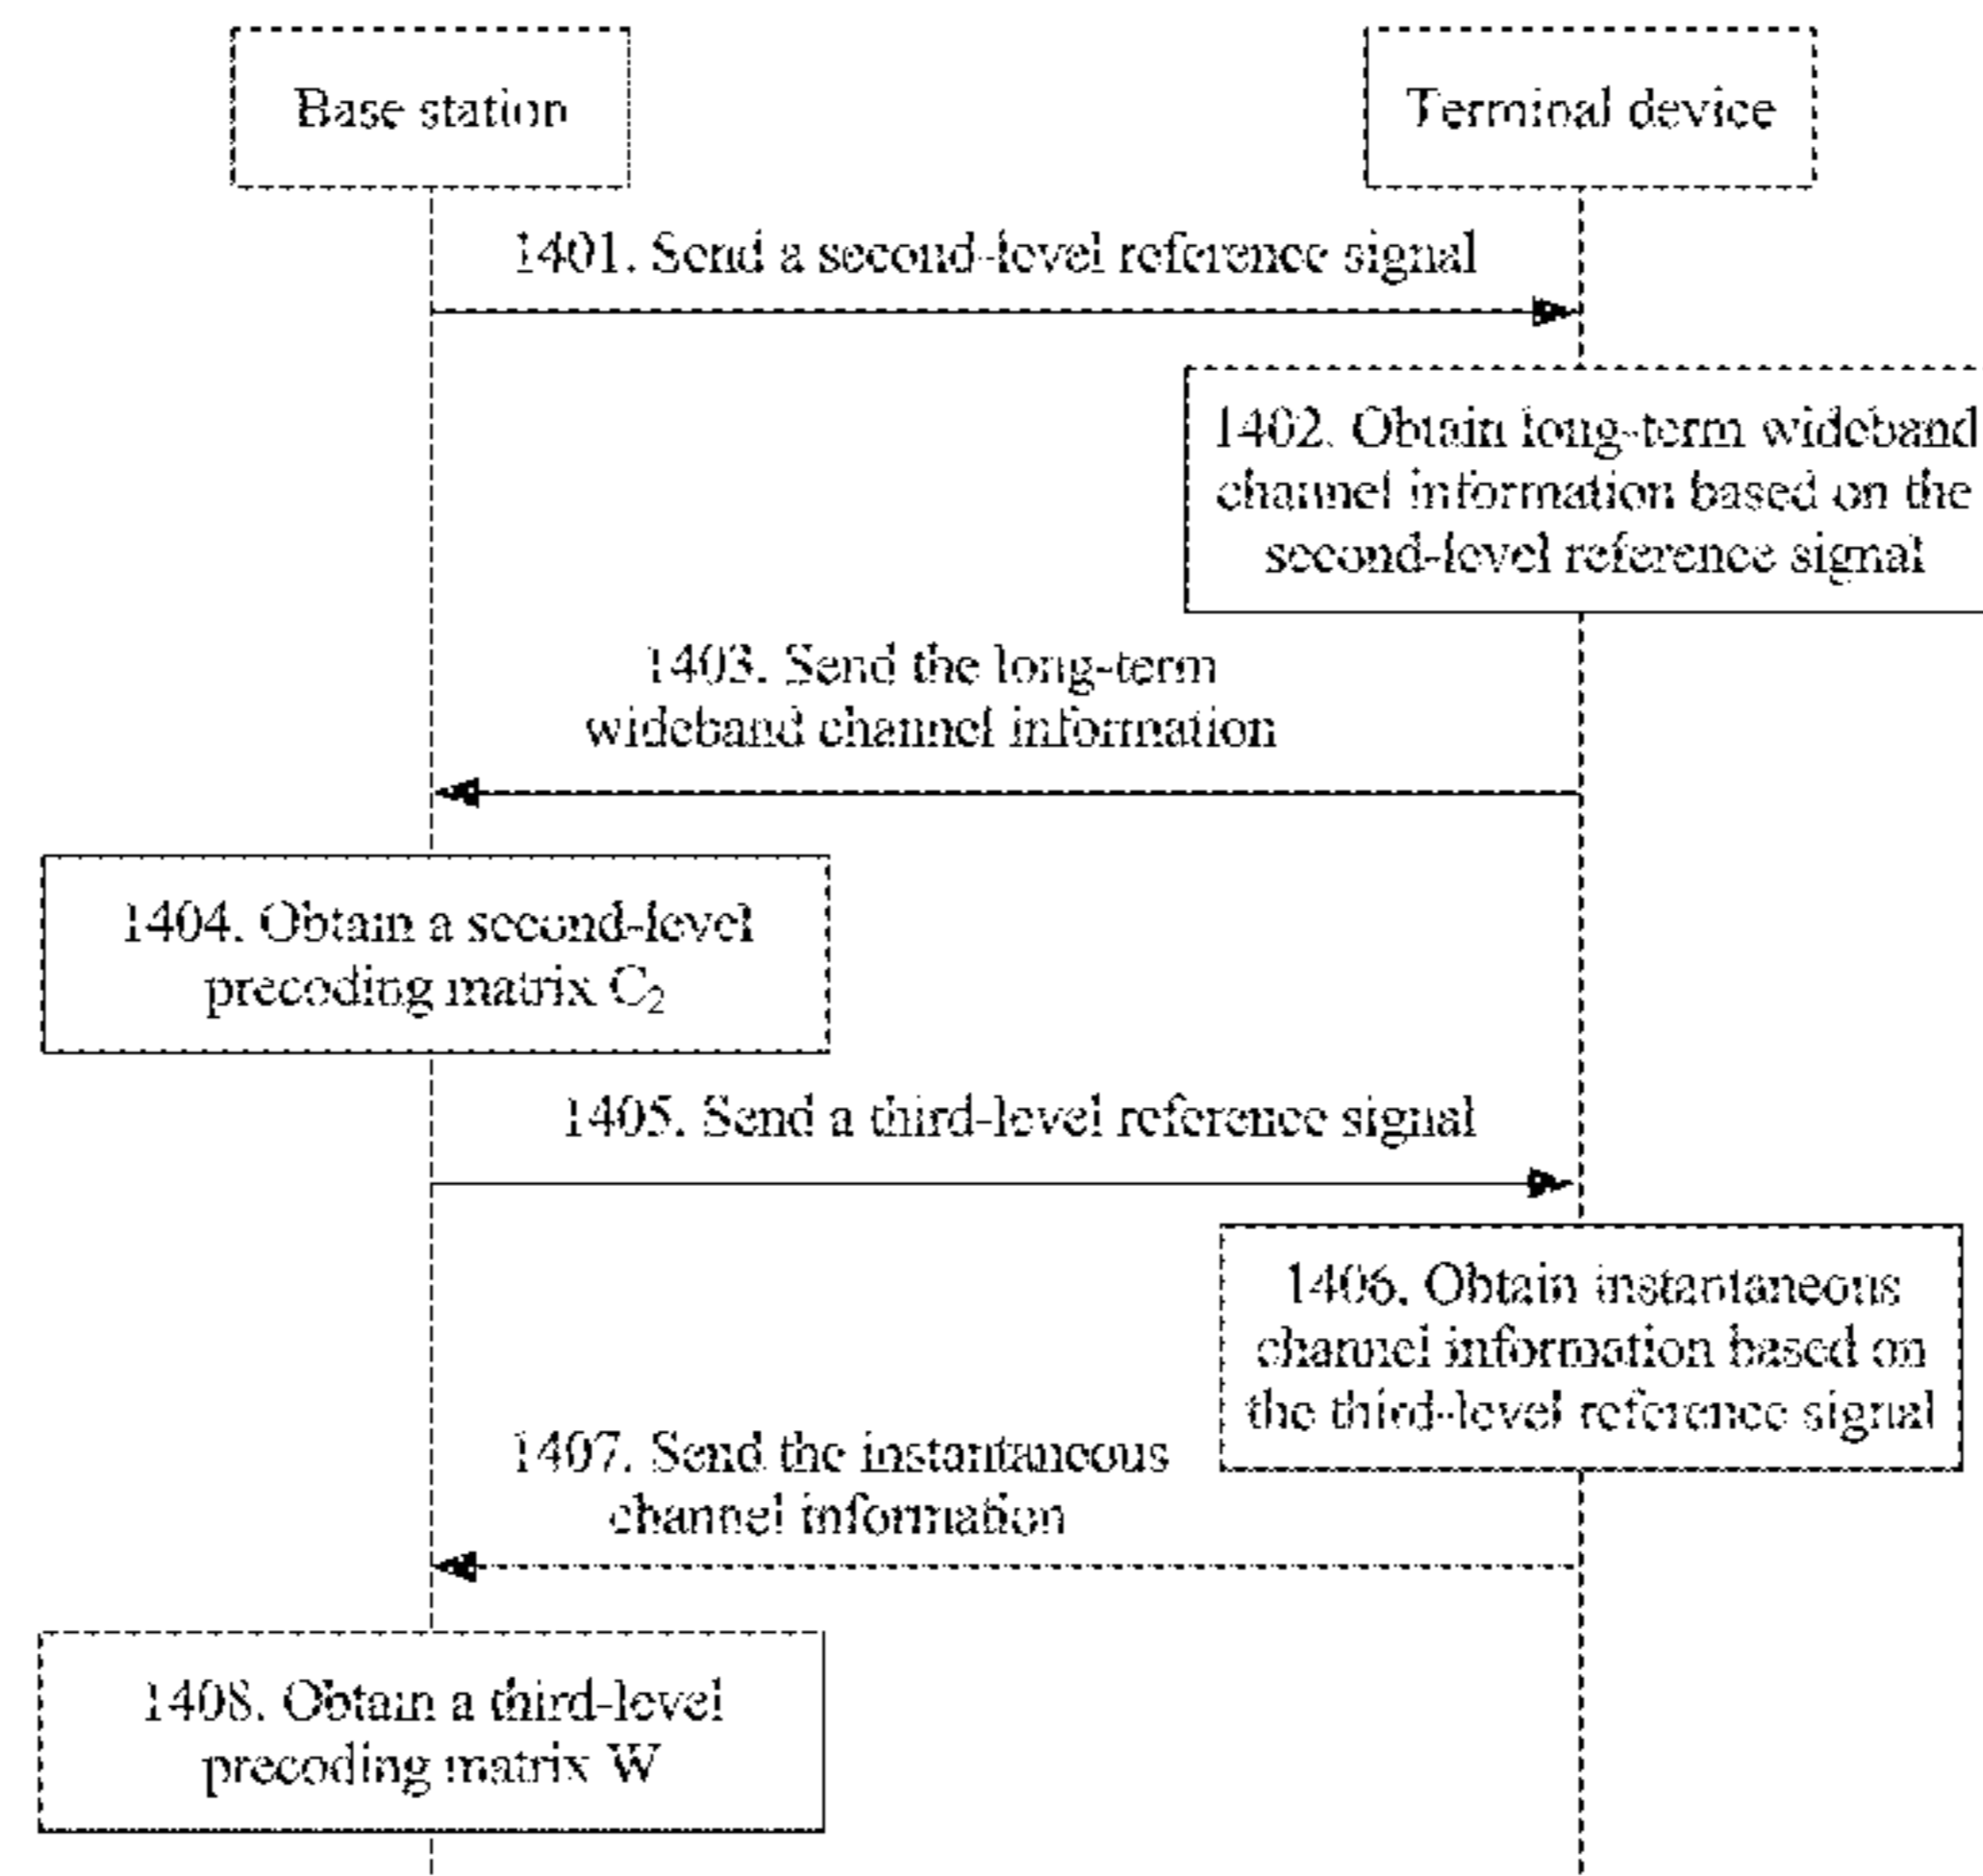 Base station
Terminal device
1401. Send a second-level reference signal
1402. Obtain long-term wideband
channel information based on the
second-level reference signal
1403. Send the long-term
wideband channel information
1404. Obtain a second-level
precoding matrix C₂
1405. Send a third-level reference signal
1406. Obtain instantaneous
channel information based on
the third-level reference signal
1407. Send the instantaneous
channel information
1408. Obtain a third-level
precoding matrix W